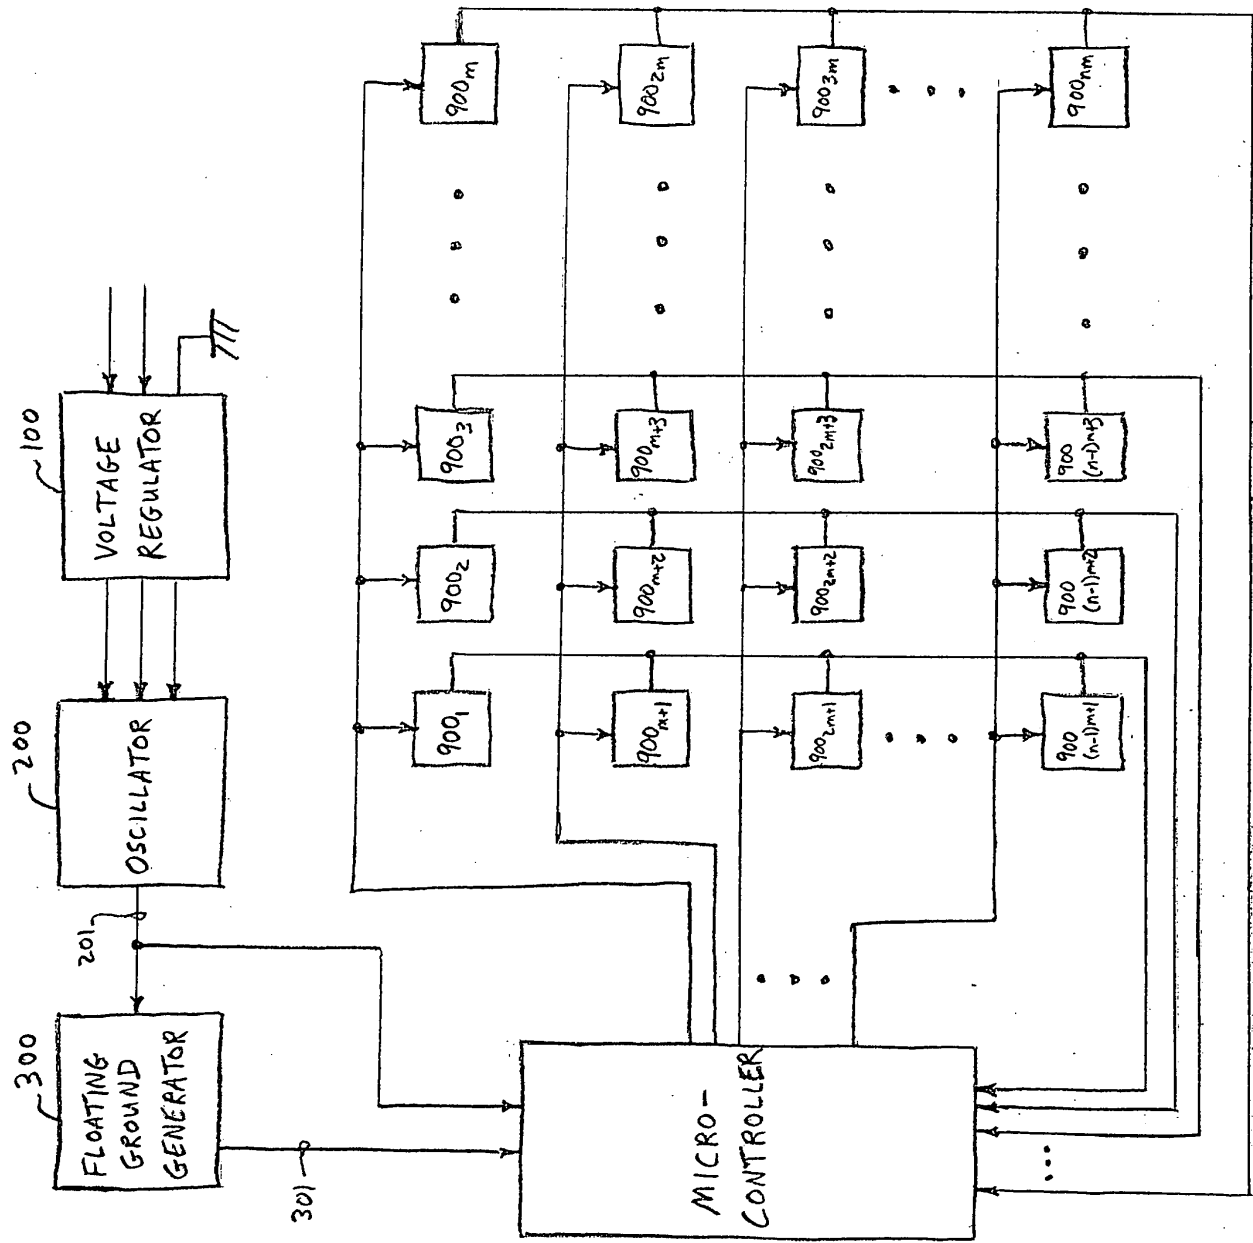 300
FLOATING
GROUND
GENERATOR
301
201
200
OSCILLATOR
100
VOLTAGE
REGULATOR
MICRO-
CONTROLLER
900₁
900₂
900₃
900m
900m+1
900m+2
900m+3
900₂m
900₂m+1
900₂m+2
900₂m+3
900₃m
900
(n-1)m+1
900
(n-1)m+2
900
(n-1)m+3
900nm